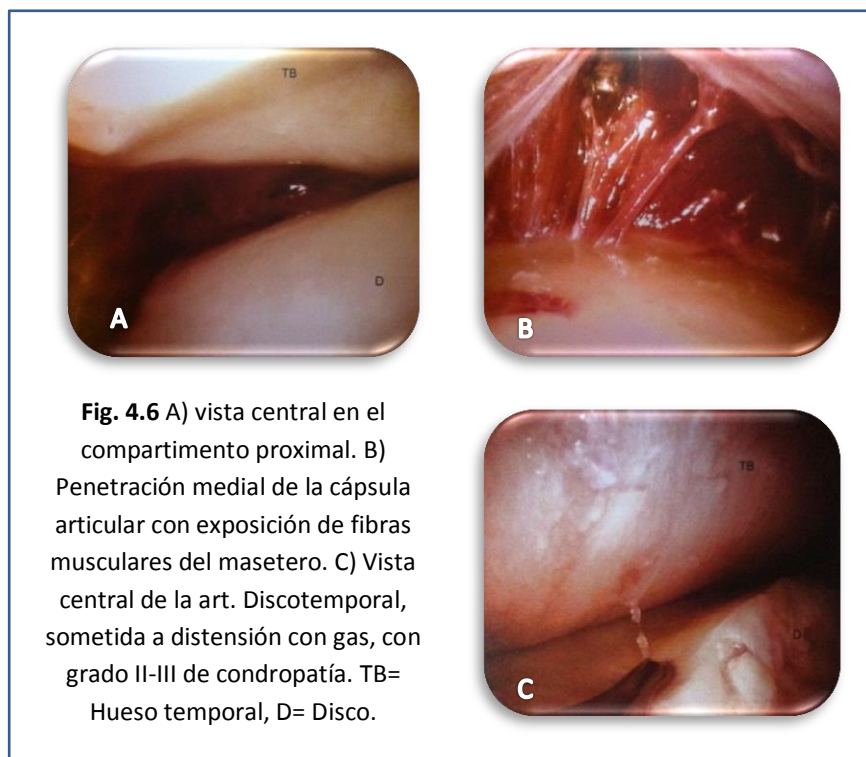 TB
D
A
B
Fig. 4.6 A) vista central en el
compartimento proximal. B)
Penetración medial de la cápsula
articular con exposición de fibras
musculares del masetero. C) Vista
central de la art. Discotemporal,
sometida a distensión con gas, con
grado II-III de condropatía. TB=
Hueso temporal, D= Disco.
TB
D
C